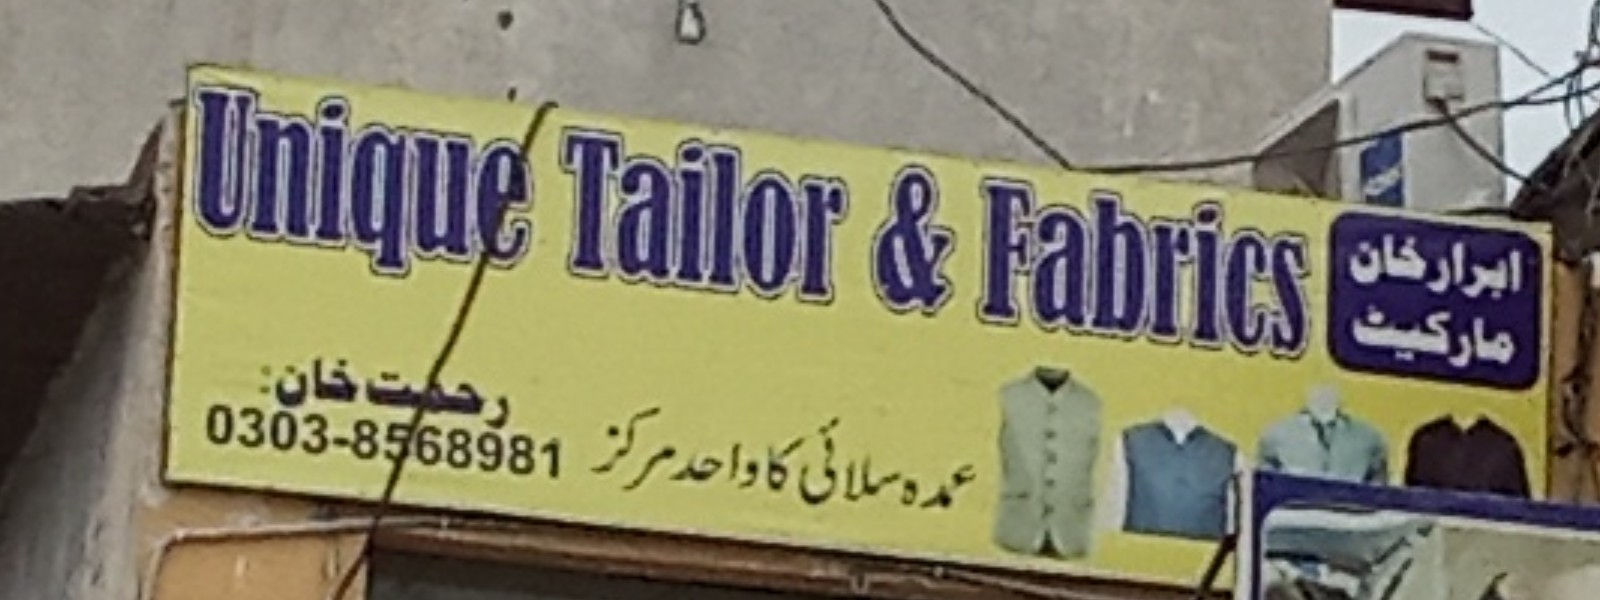 Unique Tailor & Fabrics
ابرار خان
مارکیٹ
رحمت خان:
0303-8568981
عمدہ سلائی کا واحد مرکز